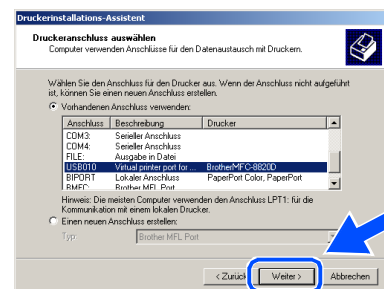 Druckerinstallations-Assistent
Druckeranschluss auswählen
Computer verwenden Anschlüsse für den Datenaustausch mit Druckern.
Wählen Sie den Anschluss für den Drucker aus. Wenn der Anschluss nicht aufgeführt
ist, können Sie einen neuen Anschluss erstellen.
Vorhandenen Anschluss verwenden:
Anschluss Beschreibung Drucker
COM3: Serieller Anschluss
COM4: Serieller Anschluss
FILE: Ausgabe in Datei
USB010 Virtual printer port for ... BrotherMFC-8820D
BIPORT Lokaler Anschluss PaperPort Color, PaperPort
BMFC: Brother MFL Port
Hinweis: Die meisten Computer verwenden den Anschluss LPT1: für die
Kommunikation mit einem lokalen Drucker.
Einen neuen Anschluss erstellen:
Typ: Brother MFL Port
< Zurück Weiter > Abbrechen